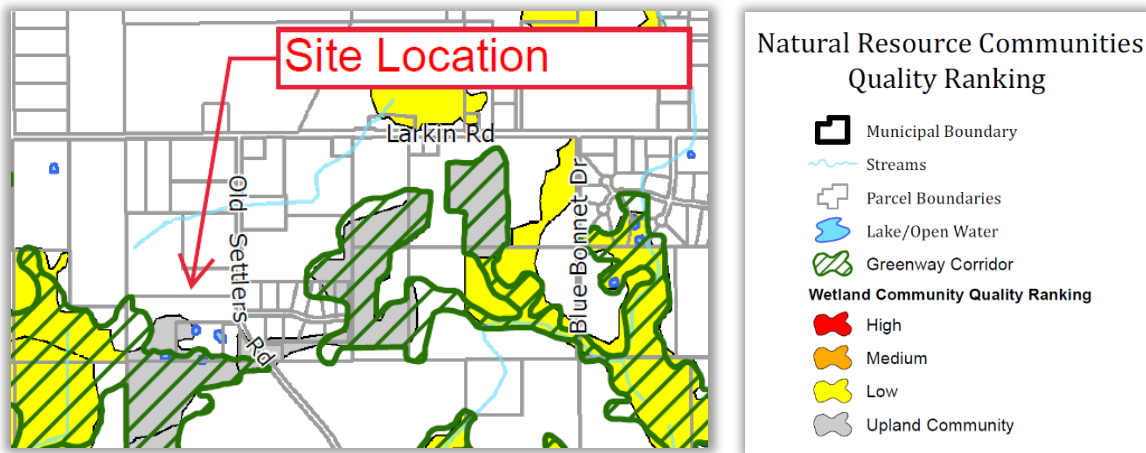 Site Location
Larkin Rd
Old Settlers Rd
Blue Bonnet Dr
Natural Resource Communities
Quality Ranking
Municipal Boundary
Streams
Parcel Boundaries
Lake/Open Water
Greenway Corridor
Wetland Community Quality Ranking
High
Medium
Low
Upland Community